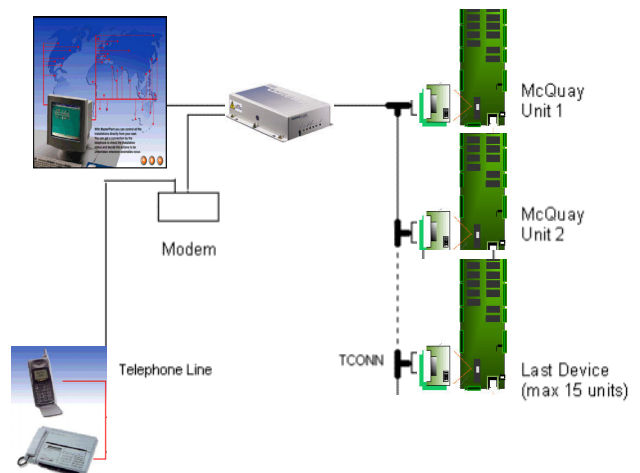 McQuay
Unit 1
McQuay
Unit 2
Modem
Telephone Line
TCONN
Last Device
(max 15 units)